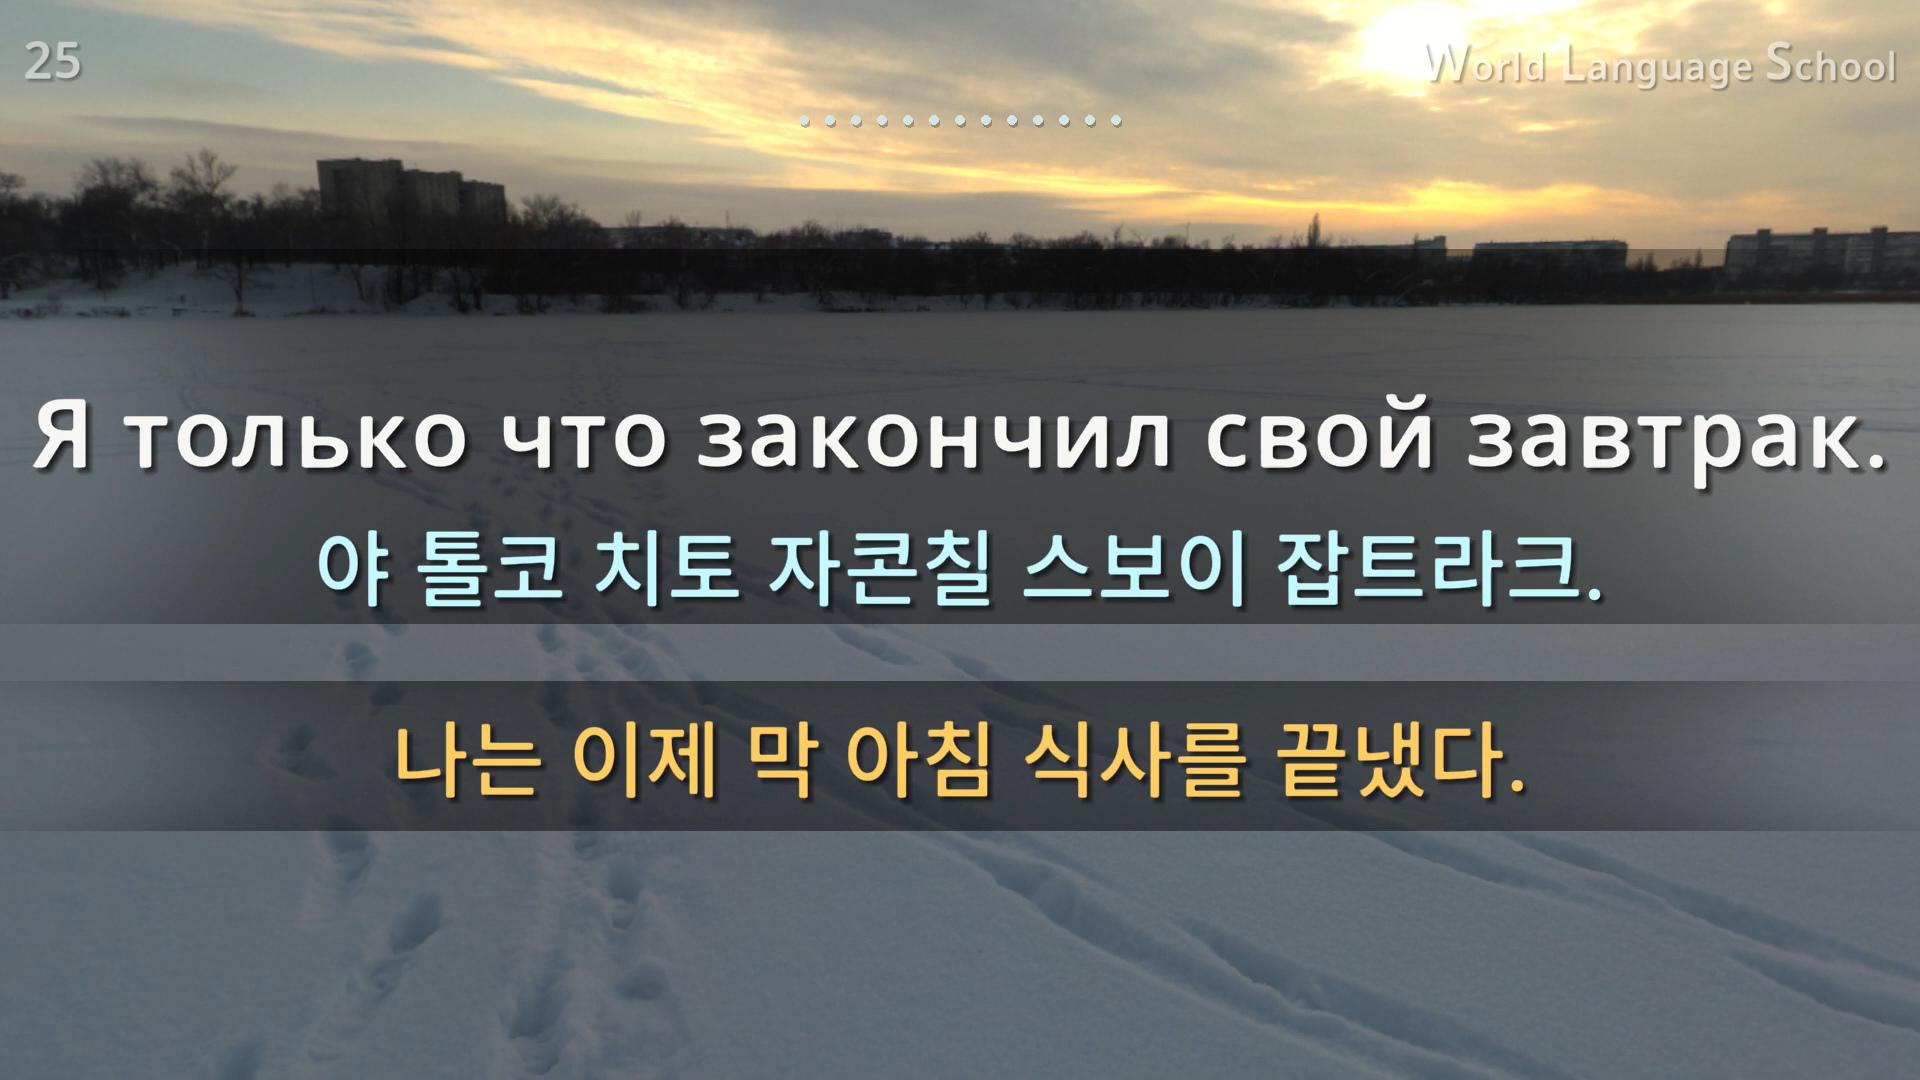 25
World Language School
Я только что закончил свой завтрак.
야 톨코 치토 자콘칠 스보이 잡트라크.
나는 이제 막 아침 식사를 끝냈다.